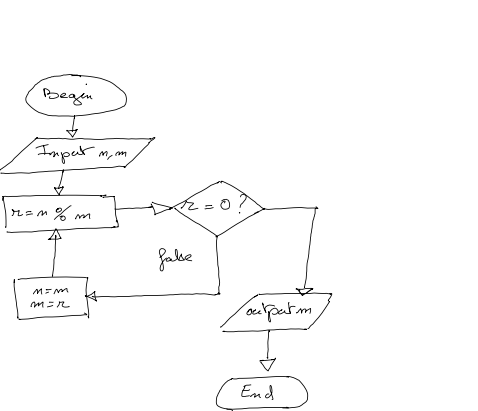 Begin
Input n, m
r = n % m
r = 0 ?
false
n = m
m = r
output m
End